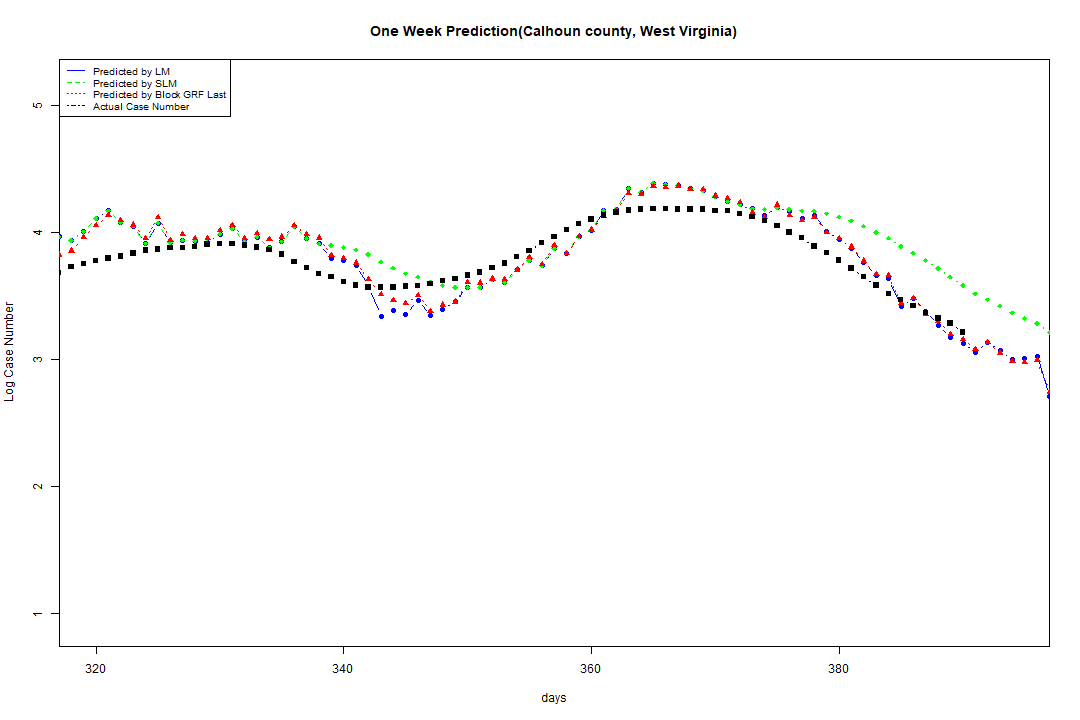 One Week Prediction(Calhoun county, West Virginia)
Predicted by LM
Predicted by SLM
Predicted by Block GRF Last
Actual Case Number
5
4
3
2
1
Log Case Number
320 340 360 380
days